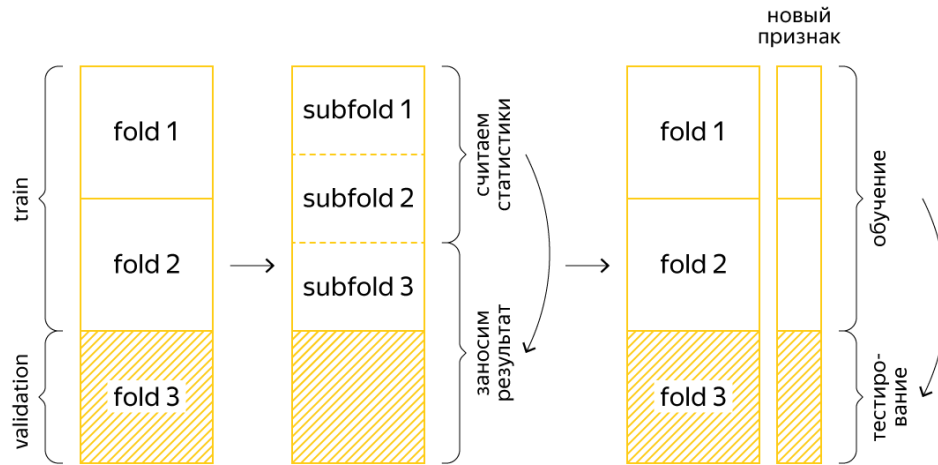 новый
признак
train
validation
fold 1
fold 2
fold 3
subfold 1
subfold 2
subfold 3
считаем
статистики
заносим
результат
fold 1
fold 2
fold 3
обучение
тестиро-
вание